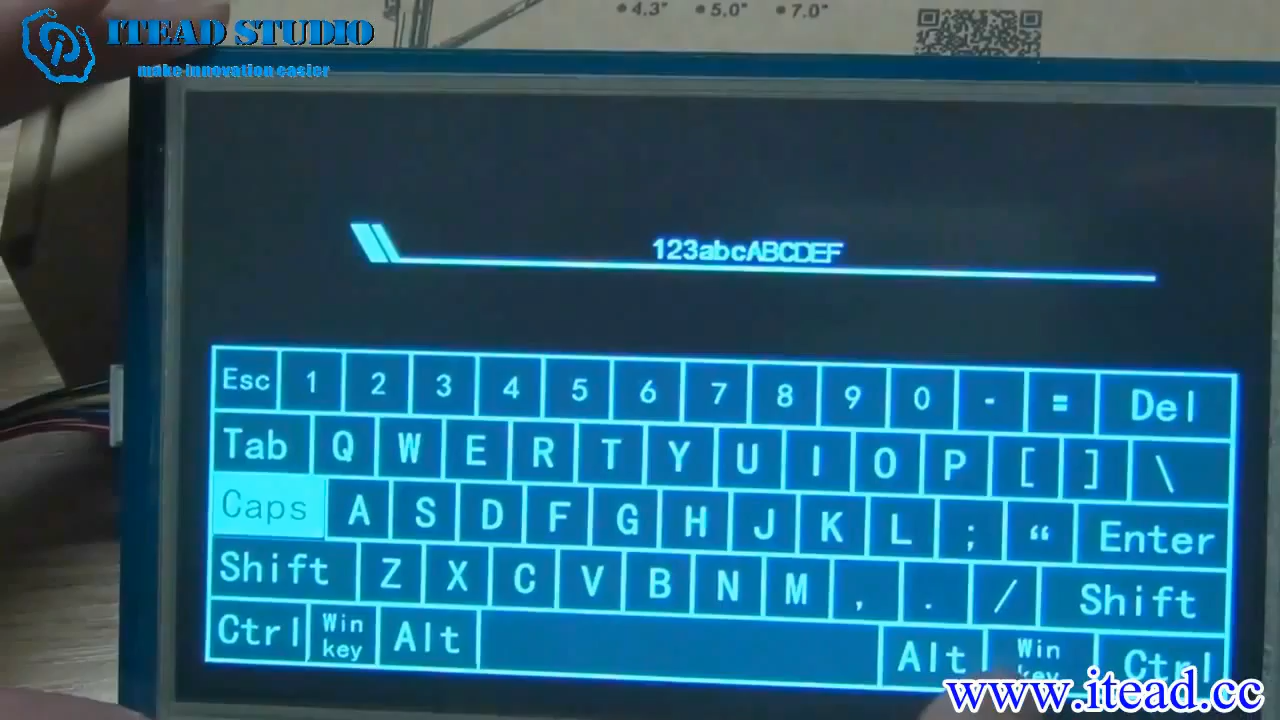 ITEAD STUDIO
make innovation easier
●4.3" ●5.0" ●7.0"
123abcABCDEF
Esc 1 2 3 4 5 6 7 8 9 0 - = Del
Tab Q W E R T Y U I O P [ ] \
Caps A S D F G H J K L ; “ Enter
Shift Z X C V B N M , . / Shift
Ctrl Win key Alt Alt Win key Ctrl
www.itead.cc